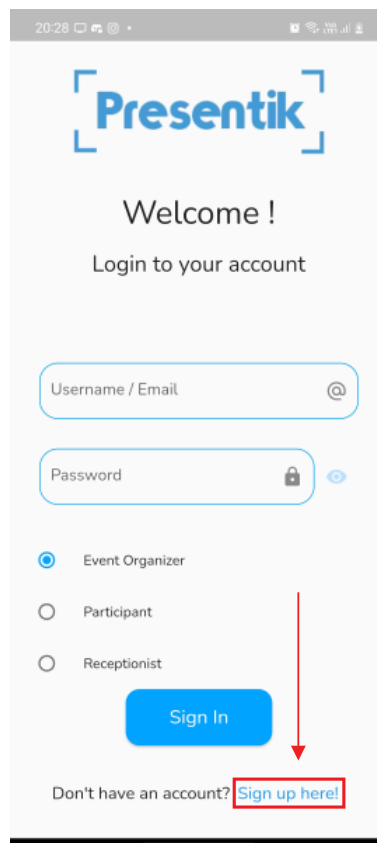 20:28
Presentik
Welcome !
Login to your account
Username / Email
@
Password
Event Organizer
Participant
Receptionist
Sign In
Don't have an account? Sign up here!